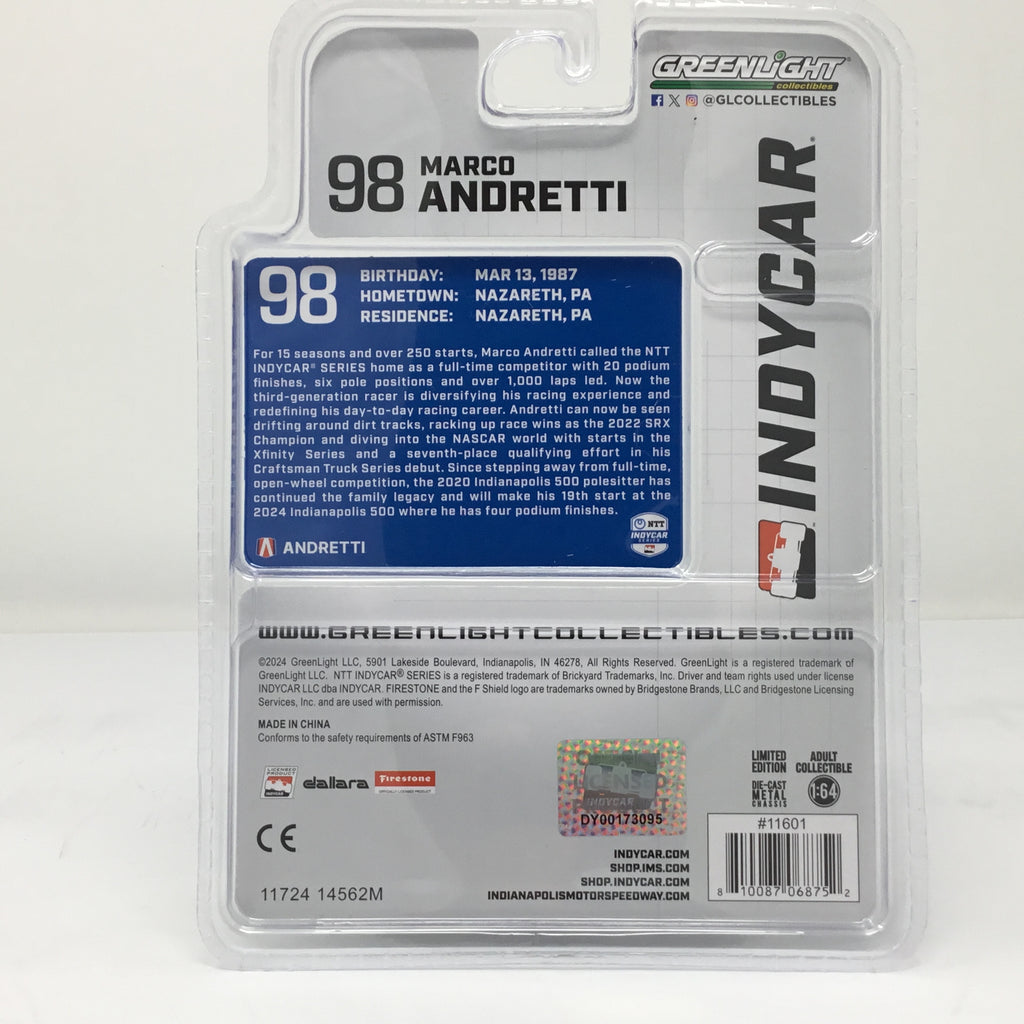 GREENLIGHT
collectibles
@GLCOLLECTIBLES
98 MARCO
ANDRETTI
INDYCAR
98
BIRTHDAY: MAR 13, 1987
HOMETOWN: NAZARETH, PA
RESIDENCE: NAZARETH, PA
For 15 seasons and over 250 starts, Marco Andretti called the NTT
INDYCAR® SERIES home as a full-time competitor with 20 podium
finishes, six pole positions and over 1,000 laps led. Now the
third-generation racer is diversifying his racing experience and
redefining his day-to-day racing career. Andretti can now be seen
drifting around dirt tracks, racking up race wins as the 2022 SRX
Champion and diving into the NASCAR world with starts in the
Xfinity Series and a seventh-place qualifying effort in his
Craftsman Truck Series debut. Since stepping away from full-time,
open-wheel competition, the 2020 Indianapolis 500 polesitter has
continued the family legacy and will make his 19th start at the
2024 Indianapolis 500 where he has four podium finishes.
ANDRETTI
NTT
INDYCAR
SERIES
www.GREENLIGHTCOLLECTIBLES.COM
©2024 GreenLight LLC, 5901 Lakeside Boulevard, Indianapolis, IN 46278, All Rights Reserved. GreenLight is a registered trademark of
GreenLight LLC. NTT INDYCAR® SERIES is a registered trademark of Brickyard Trademarks, Inc. Driver and team rights used under license
INDYCAR LLC dba INDYCAR. FIRESTONE and the F Shield logo are trademarks owned by Bridgestone Brands, LLC and Bridgestone Licensing
Services, Inc. and are used with permission.
MADE IN CHINA
Conforms to the safety requirements of ASTM F963
LICENSED
PRODUCT
INDYCAR
dallara
Firestone
OFFICIALLY LICENSED PRODUCT
LICENSED
INDYCAR
DY00173095
LIMITED
EDITION
DIE-CAST
METAL
CHASSIS
ADULT
COLLECTIBLE
1:64
CE
11724 14562M
INDYCAR.COM
SHOP.IMS.COM
SHOP.INDYCAR.COM
INDIANAPOLISMOTORSPEEDWAY.COM
#11601
8 10087 06875 2